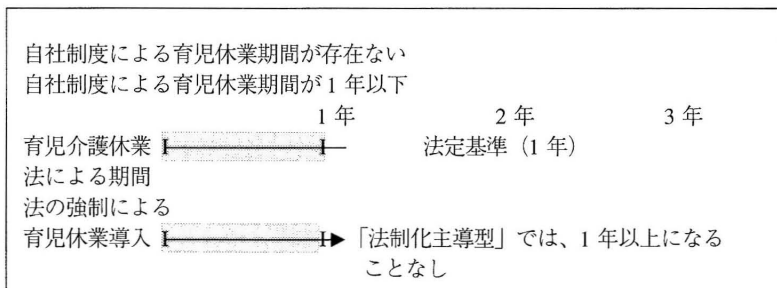 自社制度による育児休業期間が存在ない
自社制度による育児休業期間が1年以下
1年 2年 3年
育児介護休業 法定基準（1年）
法による期間
法の強制による
育児休業導入 「法制化主導型」では、1年以上になる
ことなし